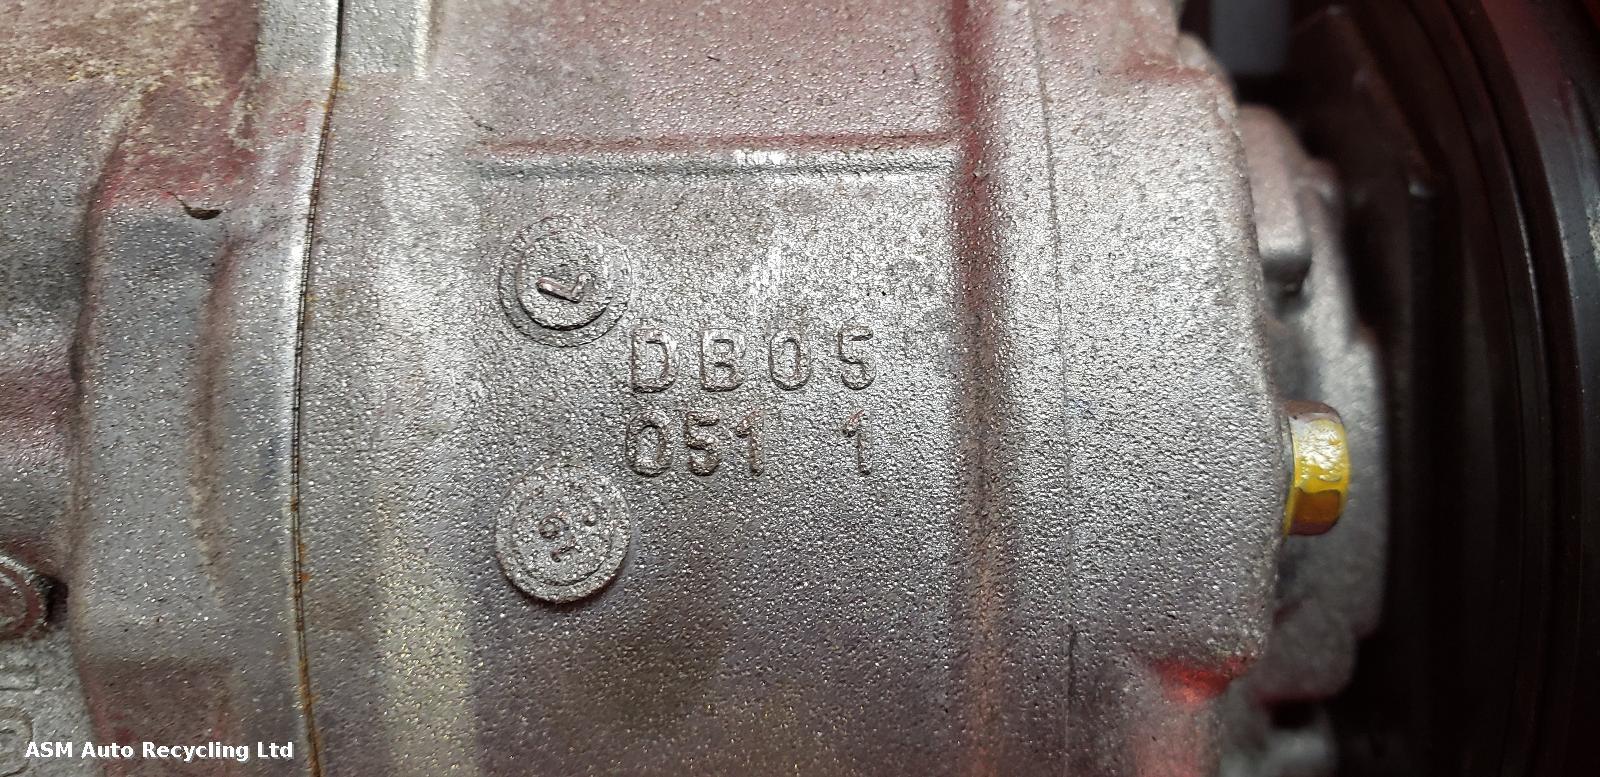 DB05
051 1
ASM Auto Recycling Ltd